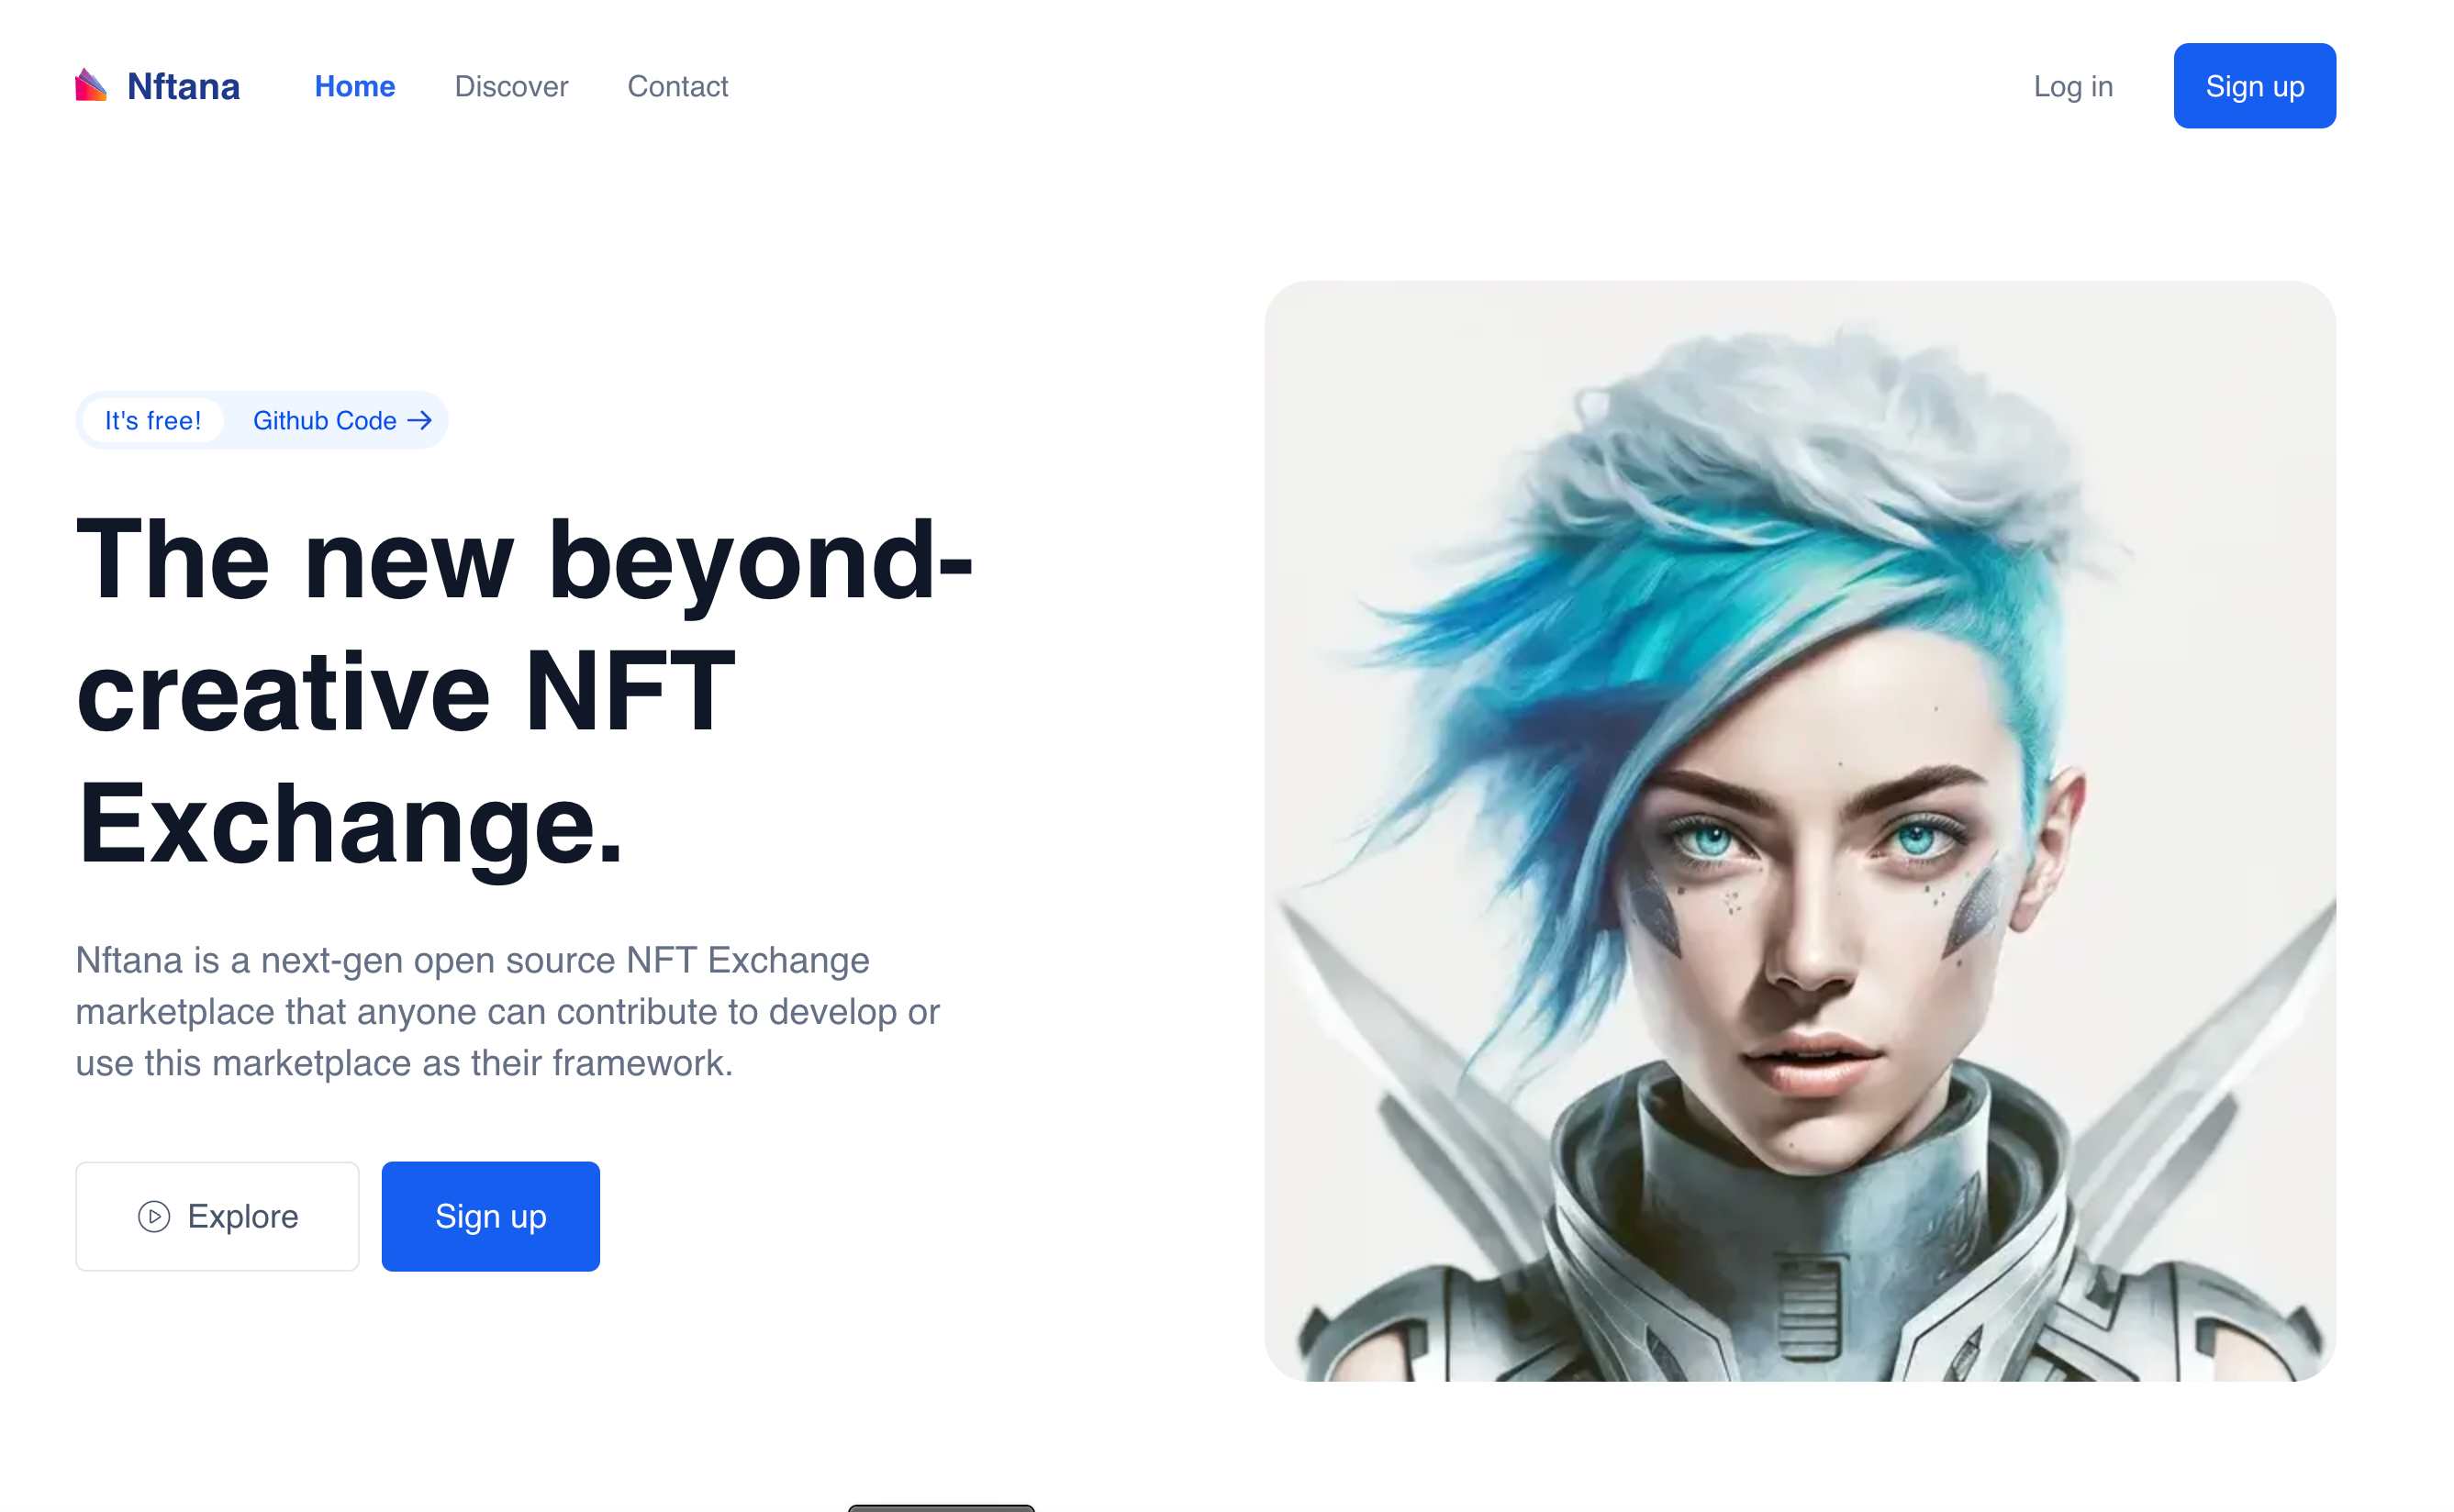 Nftana
Home
Discover
Contact
Log in
Sign up
It's free!
Github Code →
The new beyond-
creative NFT
Exchange.
Nftana is a next-gen open source NFT Exchange
marketplace that anyone can contribute to develop or
use this marketplace as their framework.
Explore
Sign up